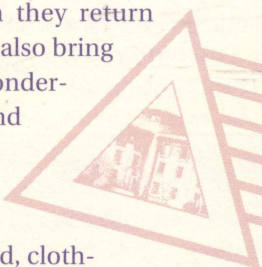 they return
also bring
onder-
nd
d, cloth-